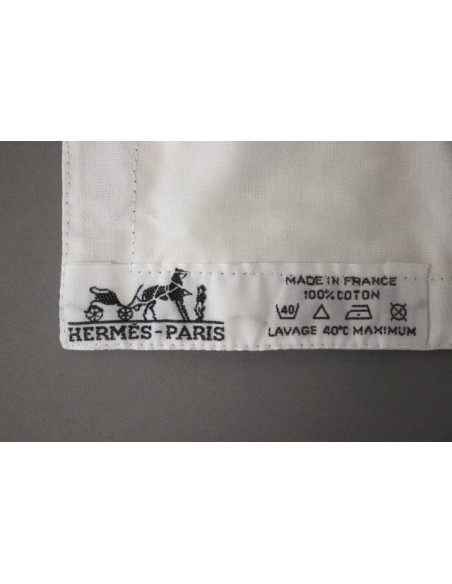 HERMÈS-PARIS
MADE IN FRANCE
100% COTON
40
LAVAGE 40°C MAXIMUM